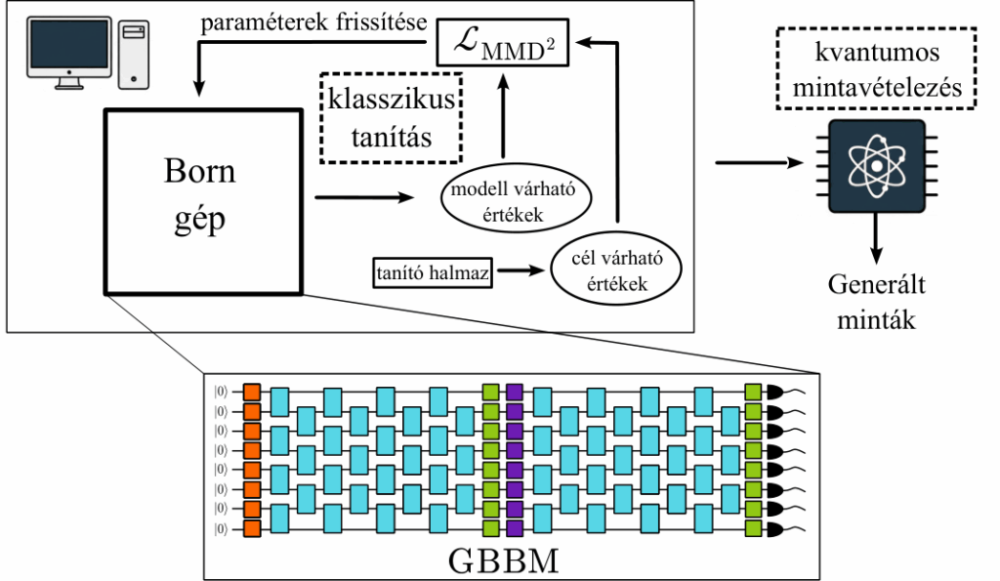 paraméterek frissítése
ℒMMD²
klasszikus
tanítás
Born
gép
modell várható
értékek
tanító halmaz
cél várható
értékek
kvantumos
mintavételezés
Generált
minták
|0⟩
|0⟩
|0⟩
|0⟩
|0⟩
|0⟩
|0⟩
|0⟩
GBBM